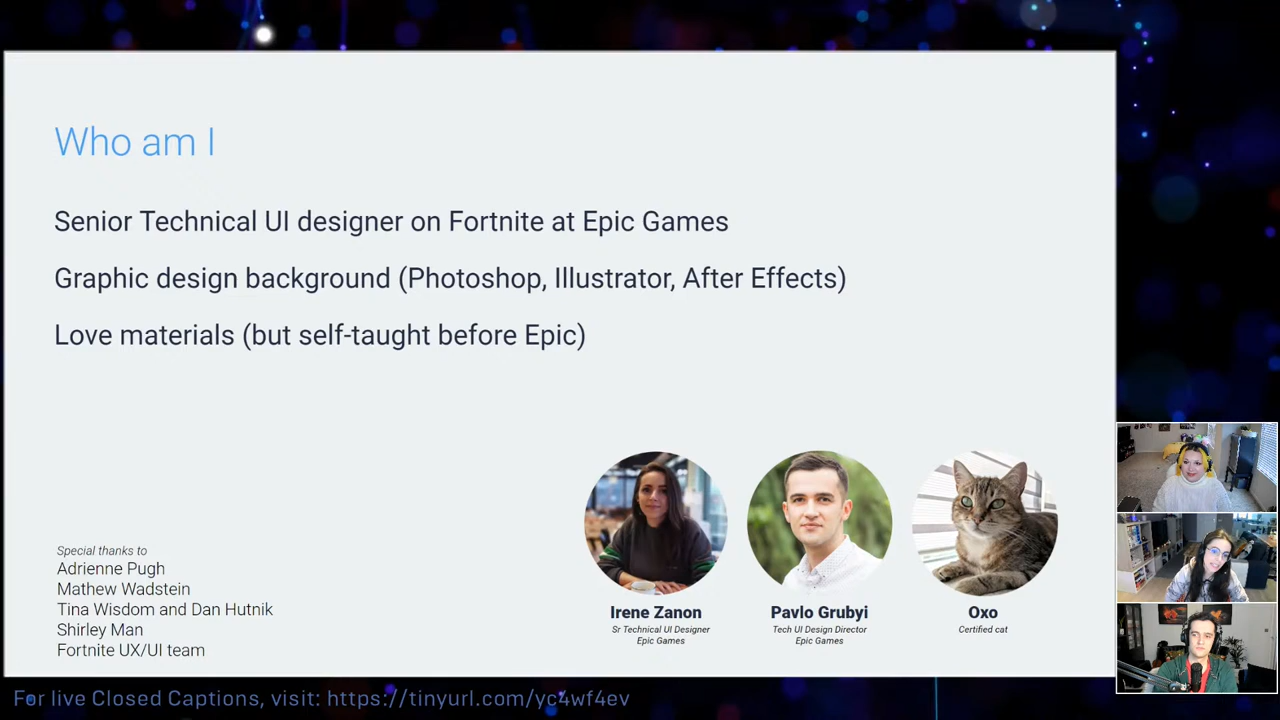 Who am I
Senior Technical UI designer on Fortnite at Epic Games
Graphic design background (Photoshop, Illustrator, After Effects)
Love materials (but self-taught before Epic)
Special thanks to
Adrienne Pugh
Mathew Wadstein
Tina Wisdom and Dan Hutnik
Shirley Man
Fortnite UX/UI team
Irene Zanon
Sr Technical UI Designer
Epic Games
Pavlo Grubyi
Tech UI Design Director
Epic Games
Oxo
Certified cat
For live Closed Captions, visit: https://tinyurl.com/yc4wf4ev